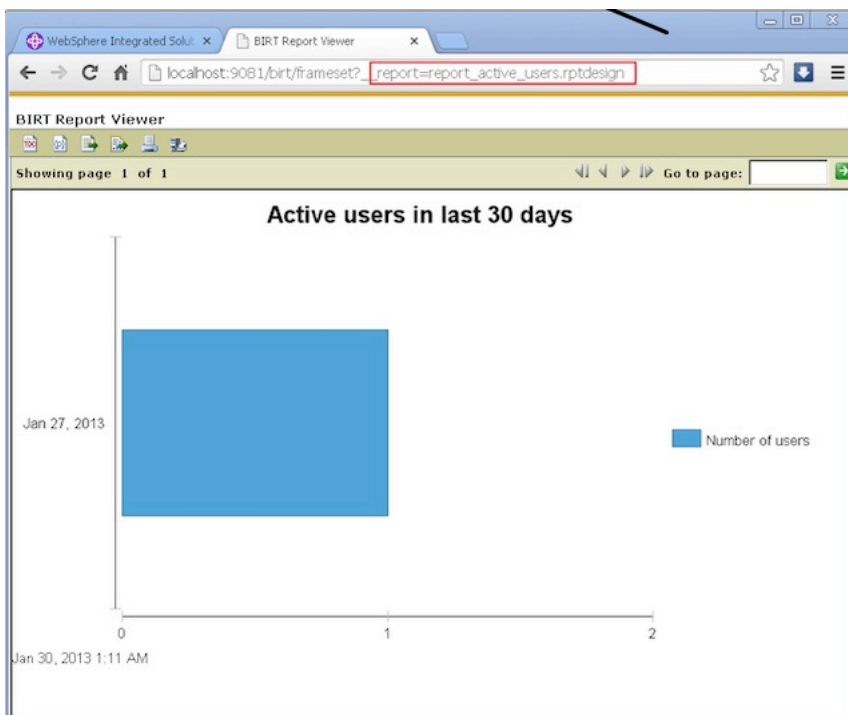 WebSphere Integrated Solut
BIRT Report Viewer
localhost:9081/birt/frameset?__report=report_active_users.rptdesign
BIRT Report Viewer
Showing page 1 of 1
Go to page:
Active users in last 30 days
Jan 27, 2013
Number of users
0 1 2
Jan 30, 2013 1:11 AM